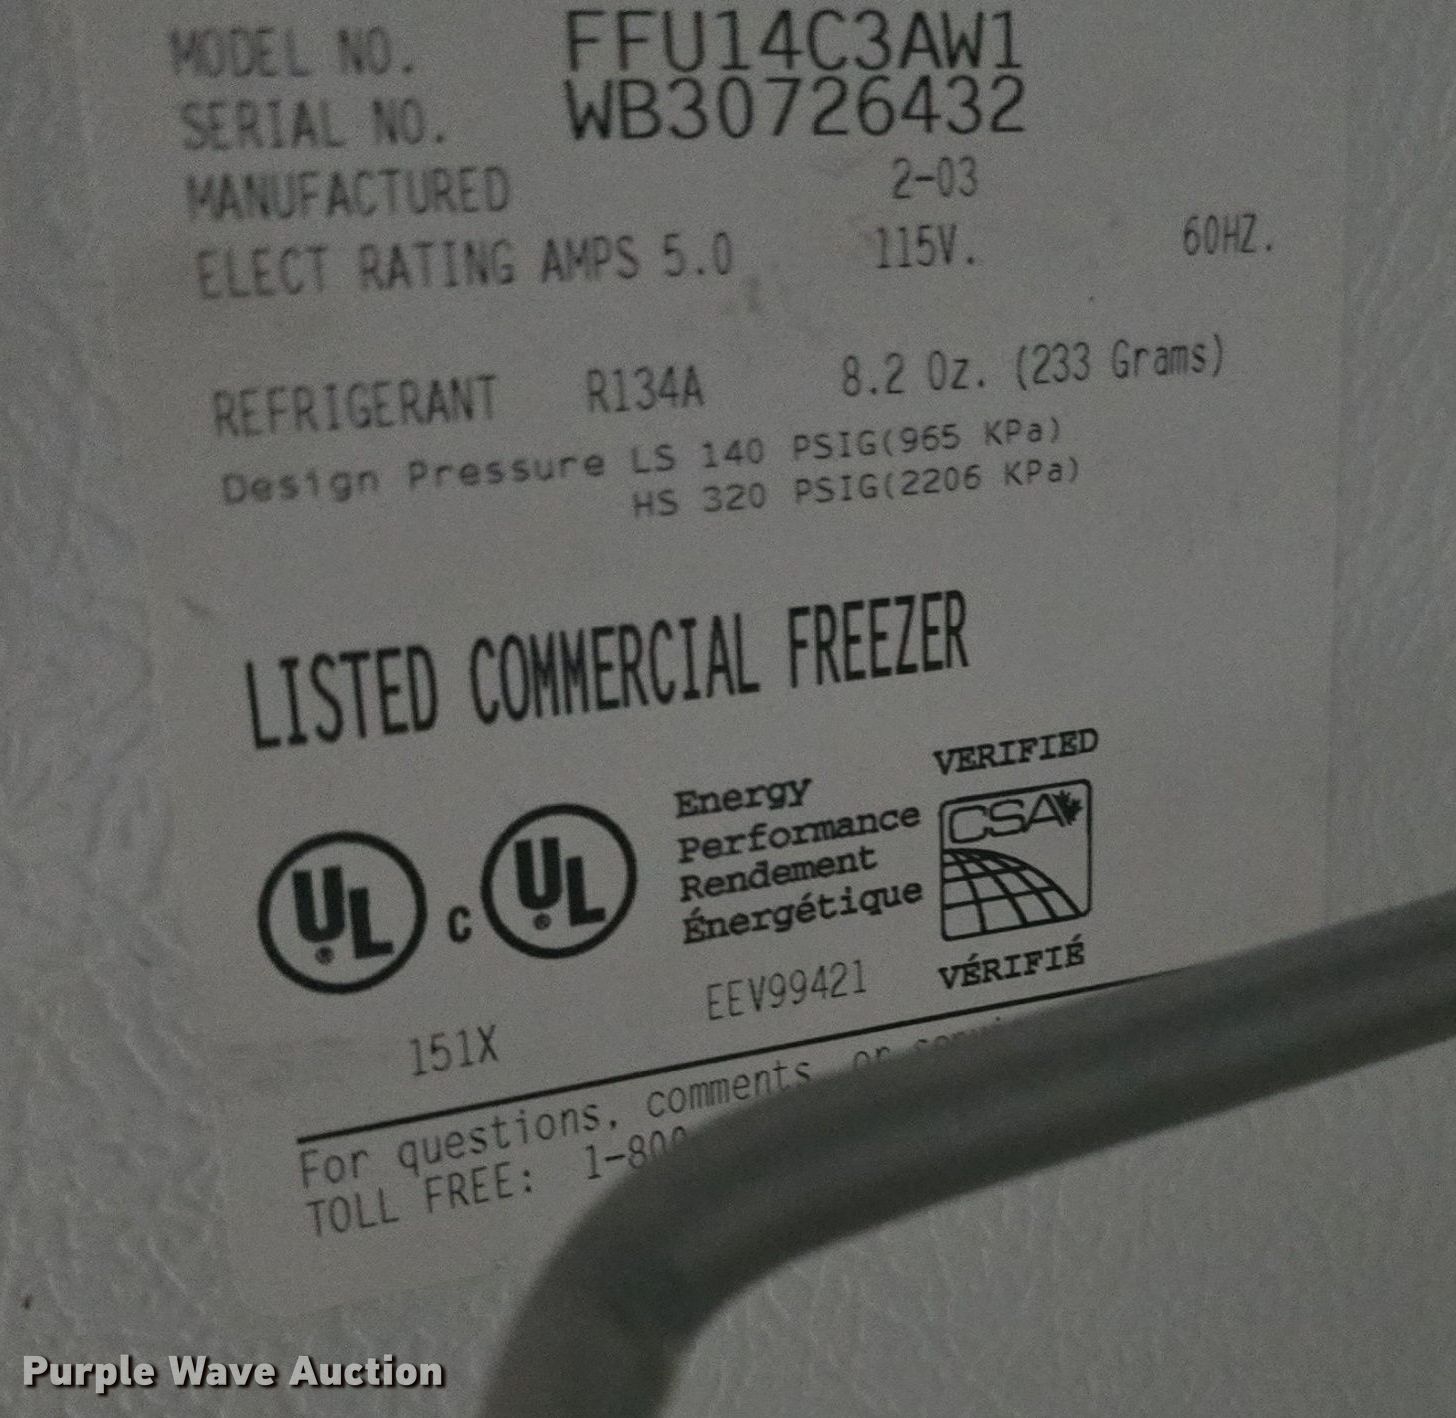 MODEL NO. FFU14C3AW1
SERIAL NO. WB30726432
MANUFACTURED 2-03
ELECT RATING AMPS 5.0 115V. 60HZ.
REFRIGERANT R134A 8.2 Oz. (233 Grams)
Design Pressure LS 140 PSIG(965 KPa)
HS 320 PSIG(2206 KPa)
LISTED COMMERCIAL FREEZER
VERIFIED
Energy
Performance
Rendement
Énergétique
CSA
UL
C UL
VÉRIFIÉ
151X EEV99421
For questions, comments, or
TOLL FREE: 1-800
Purple Wave Auction